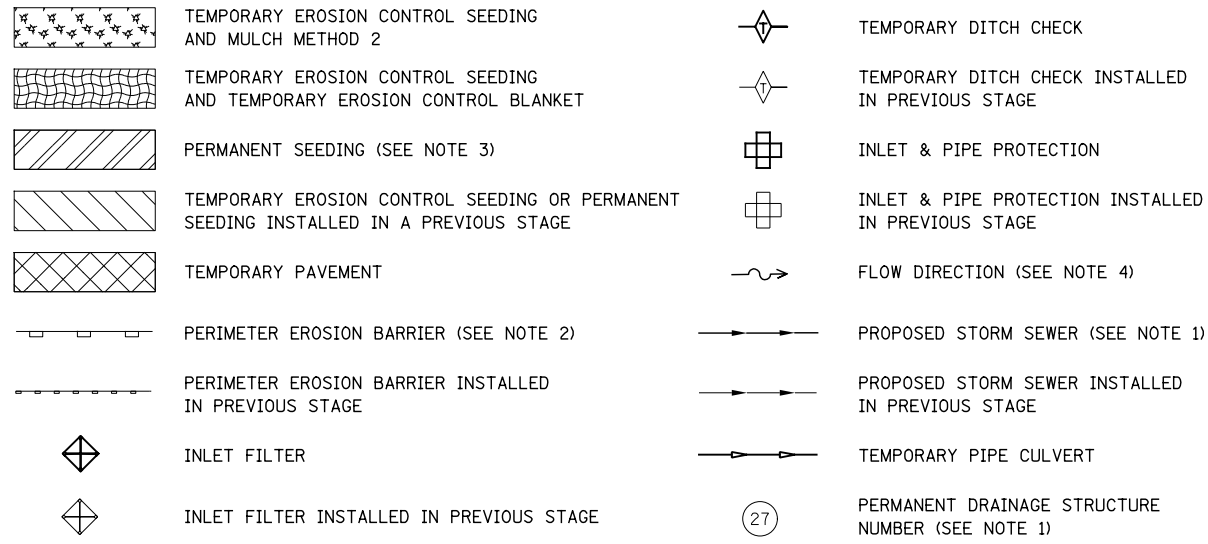 TEMPORARY EROSION CONTROL SEEDING
AND MULCH METHOD 2
TEMPORARY EROSION CONTROL SEEDING
AND TEMPORARY EROSION CONTROL BLANKET
PERMANENT SEEDING (SEE NOTE 3)
TEMPORARY EROSION CONTROL SEEDING OR PERMANENT
SEEDING INSTALLED IN A PREVIOUS STAGE
TEMPORARY PAVEMENT
PERIMETER EROSION BARRIER (SEE NOTE 2)
PERIMETER EROSION BARRIER INSTALLED
IN PREVIOUS STAGE
INLET FILTER
INLET FILTER INSTALLED IN PREVIOUS STAGE
T
TEMPORARY DITCH CHECK
T
TEMPORARY DITCH CHECK INSTALLED
IN PREVIOUS STAGE
INLET & PIPE PROTECTION
INLET & PIPE PROTECTION INSTALLED
IN PREVIOUS STAGE
FLOW DIRECTION (SEE NOTE 4)
PROPOSED STORM SEWER (SEE NOTE 1)
PROPOSED STORM SEWER INSTALLED
IN PREVIOUS STAGE
TEMPORARY PIPE CULVERT
27
PERMANENT DRAINAGE STRUCTURE
NUMBER (SEE NOTE 1)